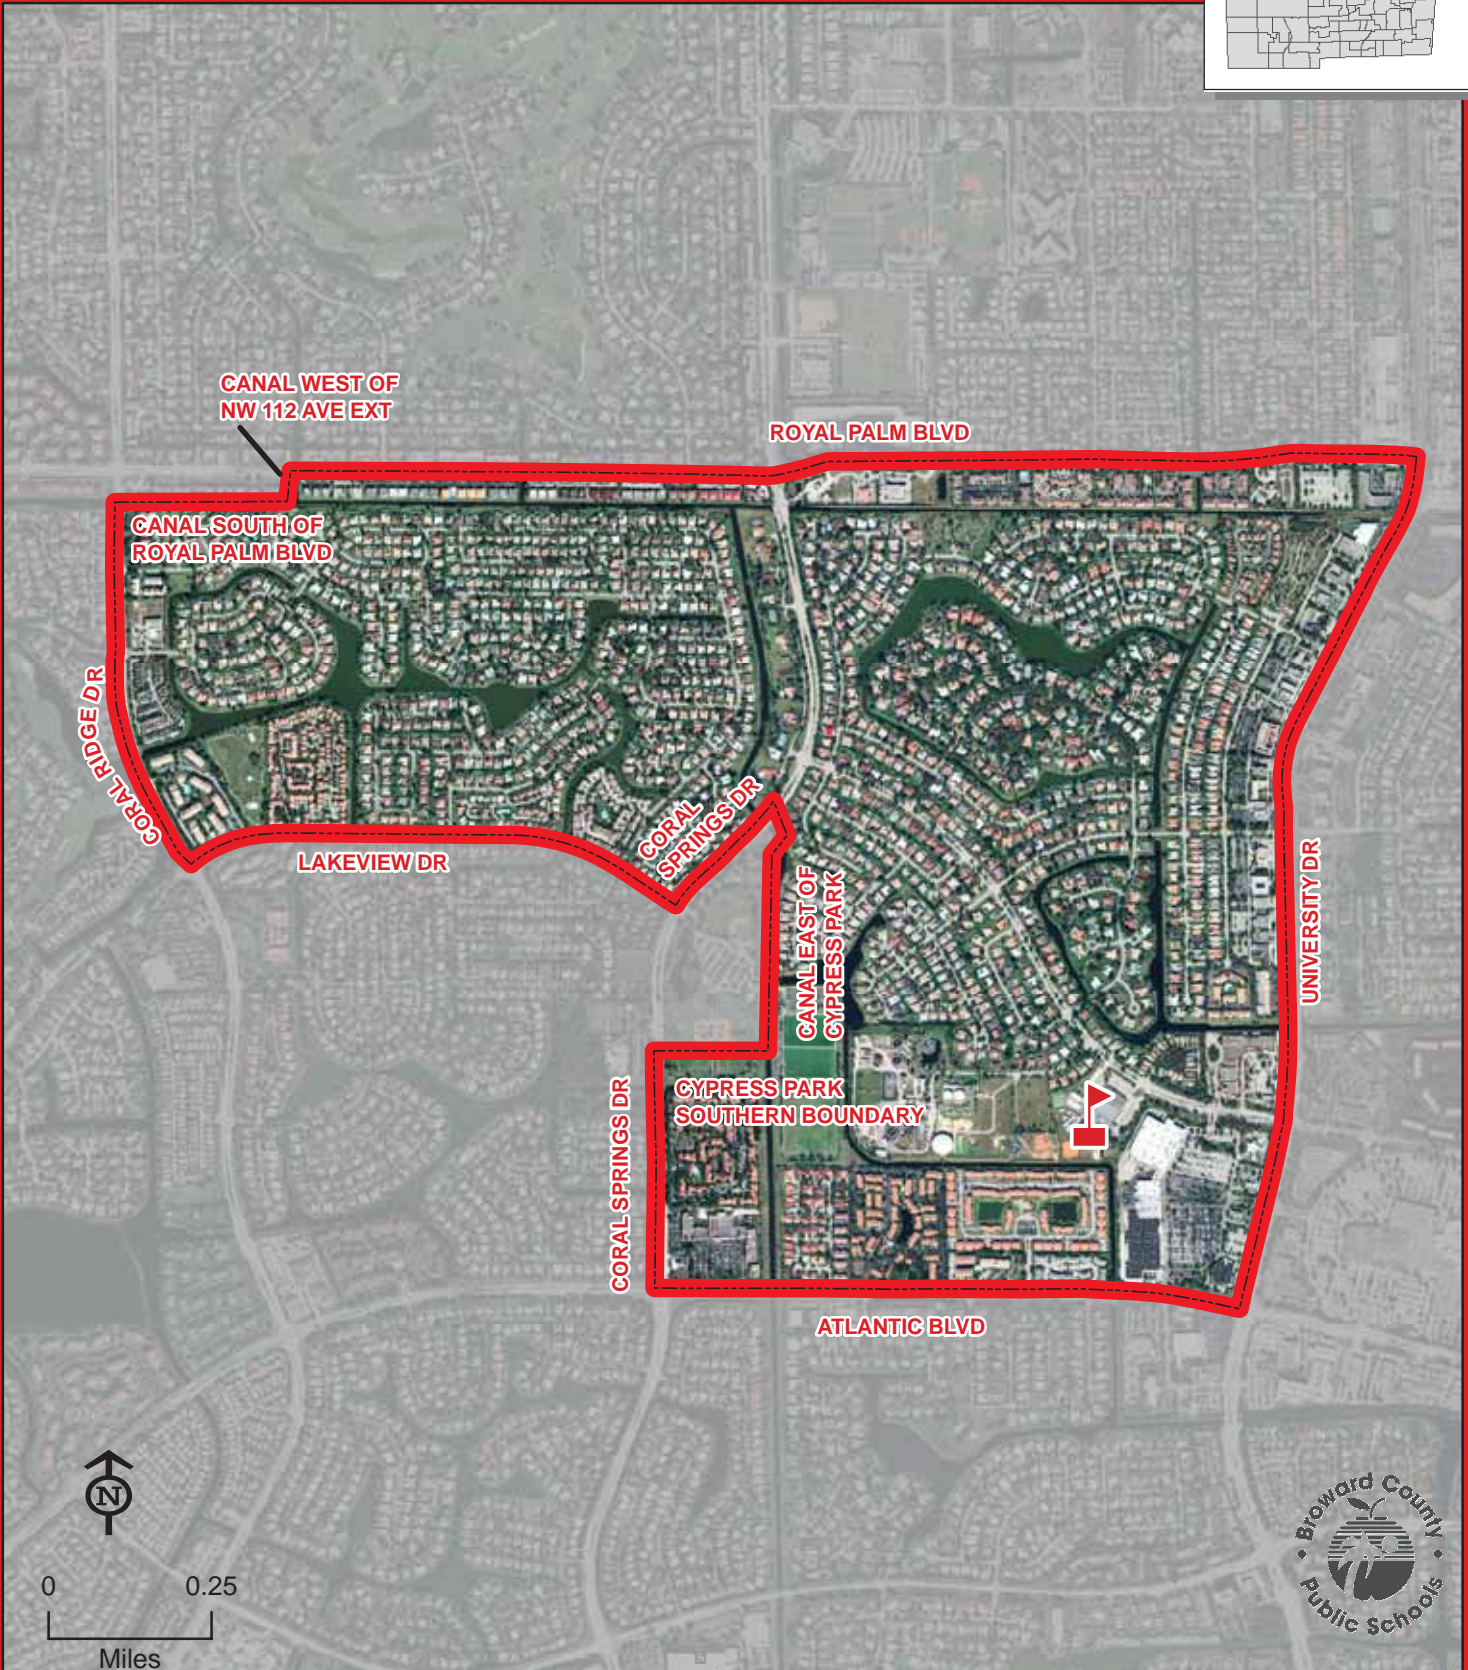 CANAL WEST OF
NW 112 AVE EXT
ROYAL PALM BLVD
CANAL SOUTH OF
ROYAL PALM BLVD
CORAL RIDGE DR
LAKEVIEW DR
CORAL
SPRINGS DR
CANAL EAST OF
CYPRESS PARK
UNIVERSITY DR
CYPRESS PARK
SOUTHERN BOUNDARY
CORAL SPRINGS DR
ATLANTIC BLVD
N
0 0.25
Miles
Broward County
Public Schools